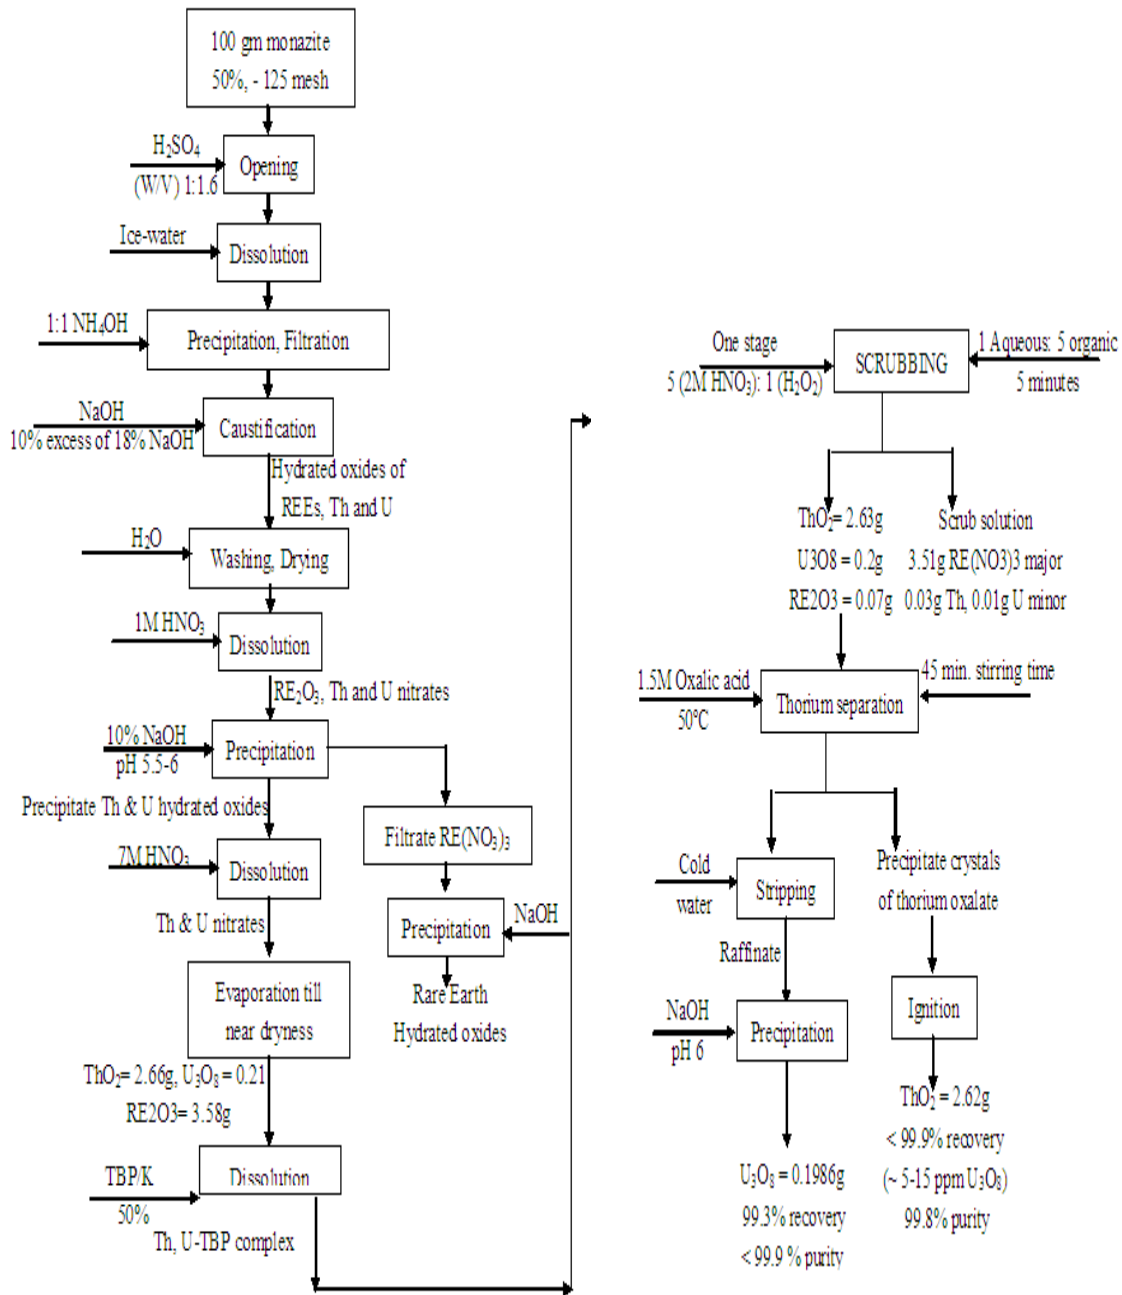 100 gm monazite
50%, - 125 mesh
H₂SO₄
(W/V) 1:1.6
Opening
Ice-water
Dissolution
1:1 NH₄OH
Precipitation, Filtration
NaOH
10% excess of 18% NaOH
Caustification
Hydrated oxides of
REEs, Th and U
H₂O
Washing, Drying
1M HNO₃
Dissolution
RE₂O₃, Th and U nitrates
10% NaOH
pH 5.5-6
Precipitation
Precipitate Th & U hydrated oxides
Filtrate RE(NO₃)₃
7M HNO₃
Dissolution
Th & U nitrates
Precipitation
NaOH
Rare Earth
Hydrated oxides
Evaporation till
near dryness
ThO₂= 2.66g, U₃O₈ = 0.21
RE2O3= 3.58g
TBP/K
50%
Dissolution
Th, U-TBP complex
One stage
5 (2M HNO₃): 1 (H₂O₂)
SCRUBBING
1 Aqueous: 5 organic
5 minutes
ThO₂= 2.63g
U3O8 = 0.2g
RE2O3 = 0.07g
Scrub solution
3.51g RE(NO3)3 major
0.03g Th, 0.01g U minor
1.5M Oxalic acid
50°C
Thorium separation
45 min. stirring time
Cold
water
Stripping
Precipitate crystals
of thorium oxalate
Raffinate
NaOH
pH 6
Precipitation
Ignition
U₃O₈ = 0.1986g
99.3% recovery
< 99.9 % purity
ThO₂ = 2.62g
< 99.9% recovery
(~ 5-15 ppm U₃O₈)
99.8% purity